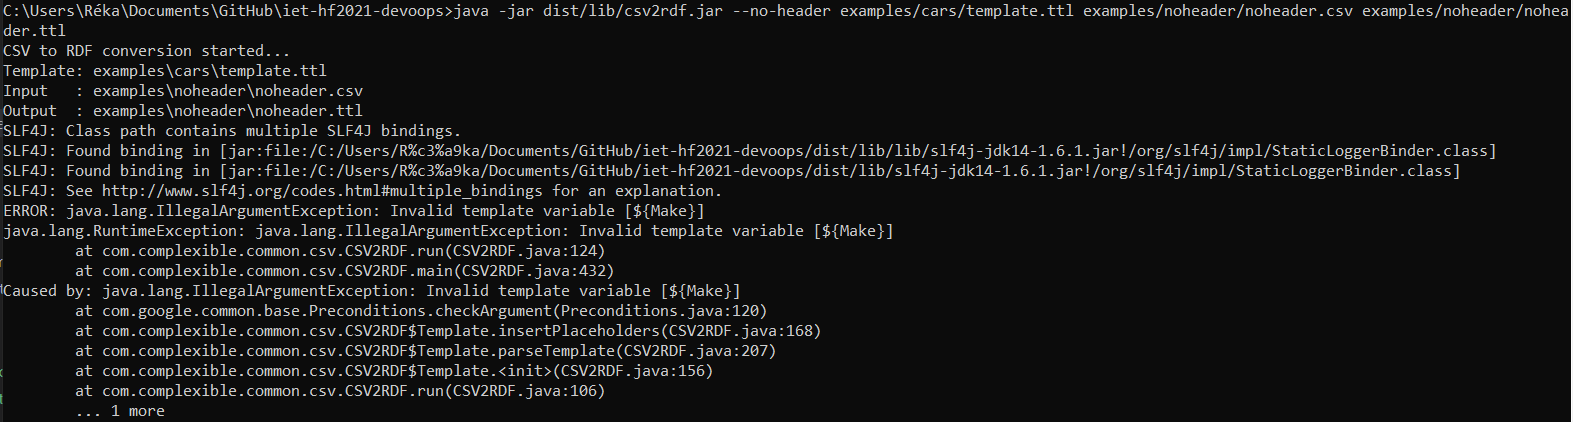 C:\Users\Réka\Documents\GitHub\iet-hf2021-devoops>java -jar dist/lib/csv2rdf.jar --no-header examples/cars/template.ttl examples/noheader/noheader.csv examples/noheader/nohea
der.ttl
CSV to RDF conversion started...
Template: examples\cars\template.ttl
Input   : examples\noheader\noheader.csv
Output  : examples\noheader\noheader.ttl
SLF4J: Class path contains multiple SLF4J bindings.
SLF4J: Found binding in [jar:file:/C:/Users/R%c3%a9ka/Documents/GitHub/iet-hf2021-devoops/dist/lib/lib/slf4j-jdk14-1.6.1.jar!/org/slf4j/impl/StaticLoggerBinder.class]
SLF4J: Found binding in [jar:file:/C:/Users/R%c3%a9ka/Documents/GitHub/iet-hf2021-devoops/dist/lib/slf4j-jdk14-1.6.1.jar!/org/slf4j/impl/StaticLoggerBinder.class]
SLF4J: See http://www.slf4j.org/codes.html#multiple_bindings for an explanation.
ERROR: java.lang.IllegalArgumentException: Invalid template variable [${Make}]
java.lang.RuntimeException: java.lang.IllegalArgumentException: Invalid template variable [${Make}]
        at com.complexible.common.csv.CSV2RDF.run(CSV2RDF.java:124)
        at com.complexible.common.csv.CSV2RDF.main(CSV2RDF.java:432)
Caused by: java.lang.IllegalArgumentException: Invalid template variable [${Make}]
        at com.google.common.base.Preconditions.checkArgument(Preconditions.java:120)
        at com.complexible.common.csv.CSV2RDF$Template.insertPlaceholders(CSV2RDF.java:168)
        at com.complexible.common.csv.CSV2RDF$Template.parseTemplate(CSV2RDF.java:207)
        at com.complexible.common.csv.CSV2RDF$Template.<init>(CSV2RDF.java:156)
        at com.complexible.common.csv.CSV2RDF.run(CSV2RDF.java:106)
        ... 1 more